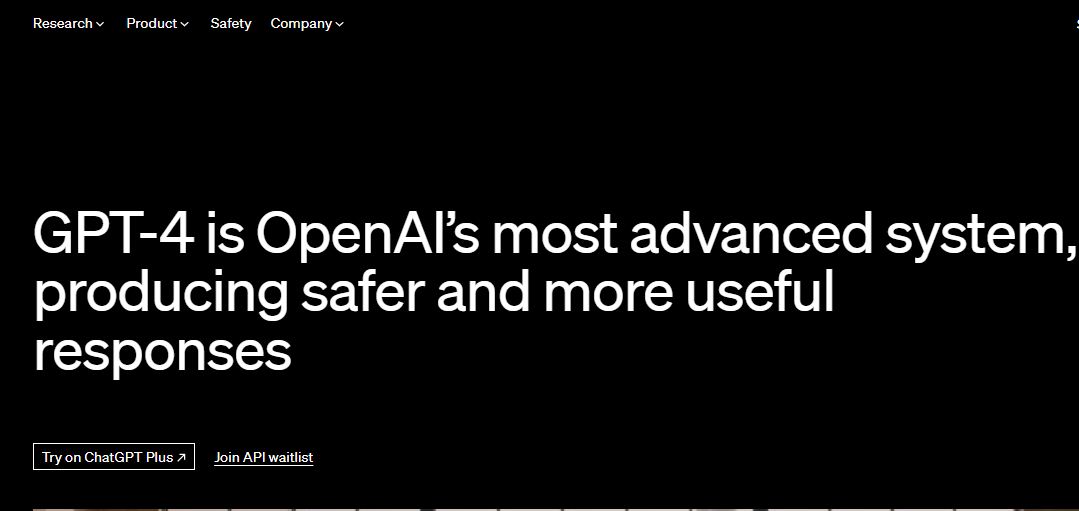 Research Product Safety Company
GPT-4 is OpenAI’s most advanced system,
producing safer and more useful
responses
Try on ChatGPT Plus ↗ Join API waitlist